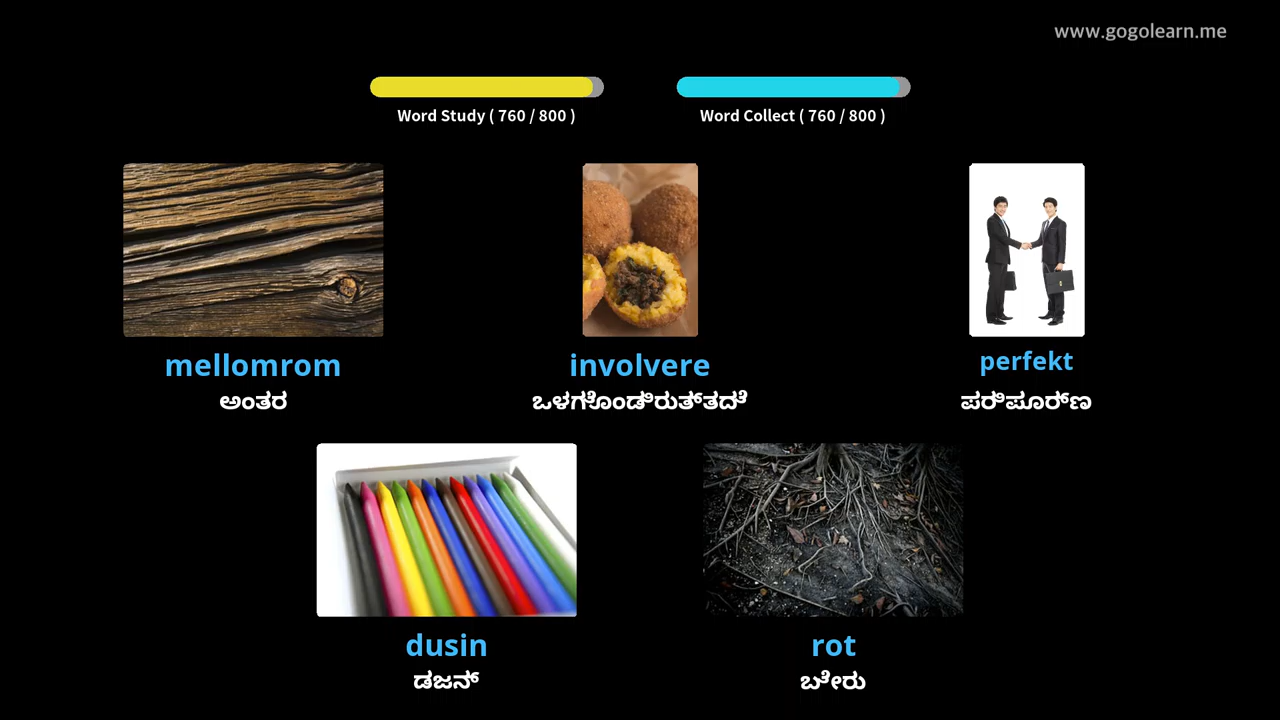 www.gogolearn.me
Word Study ( 760 / 800 )
Word Collect ( 760 / 800 )
mellomrom
ಅಂತರ
involvere
ಒಳಗೊಂಡಿರುತ್ತದೆ
perfekt
ಪರಿಪೂರ್ಣ
dusin
ಡಜನ್
rot
ಬೇರು